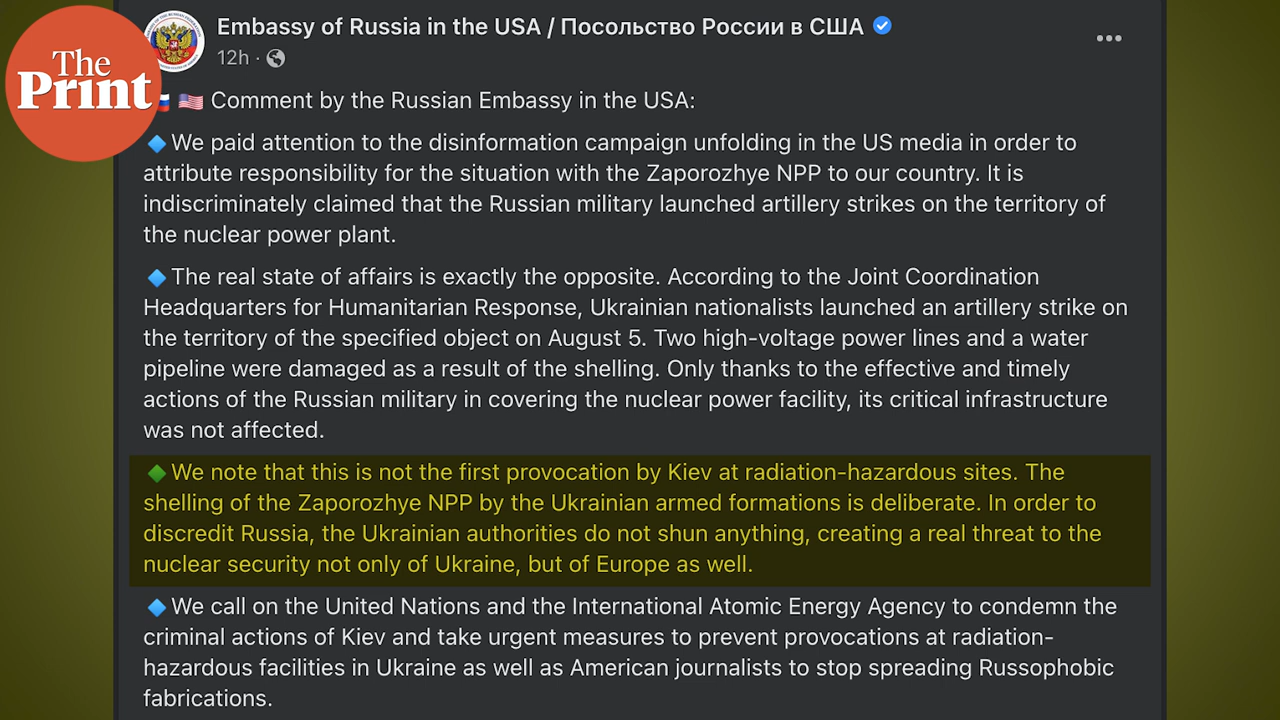 The
Print
Embassy of Russia in the USA / Посольство России в США
12h ·
Comment by the Russian Embassy in the USA:
We paid attention to the disinformation campaign unfolding in the US media in order to
attribute responsibility for the situation with the Zaporozhye NPP to our country. It is
indiscriminately claimed that the Russian military launched artillery strikes on the territory of
the nuclear power plant.
The real state of affairs is exactly the opposite. According to the Joint Coordination
Headquarters for Humanitarian Response, Ukrainian nationalists launched an artillery strike on
the territory of the specified object on August 5. Two high-voltage power lines and a water
pipeline were damaged as a result of the shelling. Only thanks to the effective and timely
actions of the Russian military in covering the nuclear power facility, its critical infrastructure
was not affected.
We note that this is not the first provocation by Kiev at radiation-hazardous sites. The
shelling of the Zaporozhye NPP by the Ukrainian armed formations is deliberate. In order to
discredit Russia, the Ukrainian authorities do not shun anything, creating a real threat to the
nuclear security not only of Ukraine, but of Europe as well.
We call on the United Nations and the International Atomic Energy Agency to condemn the
criminal actions of Kiev and take urgent measures to prevent provocations at radiation-
hazardous facilities in Ukraine as well as American journalists to stop spreading Russophobic
fabrications.